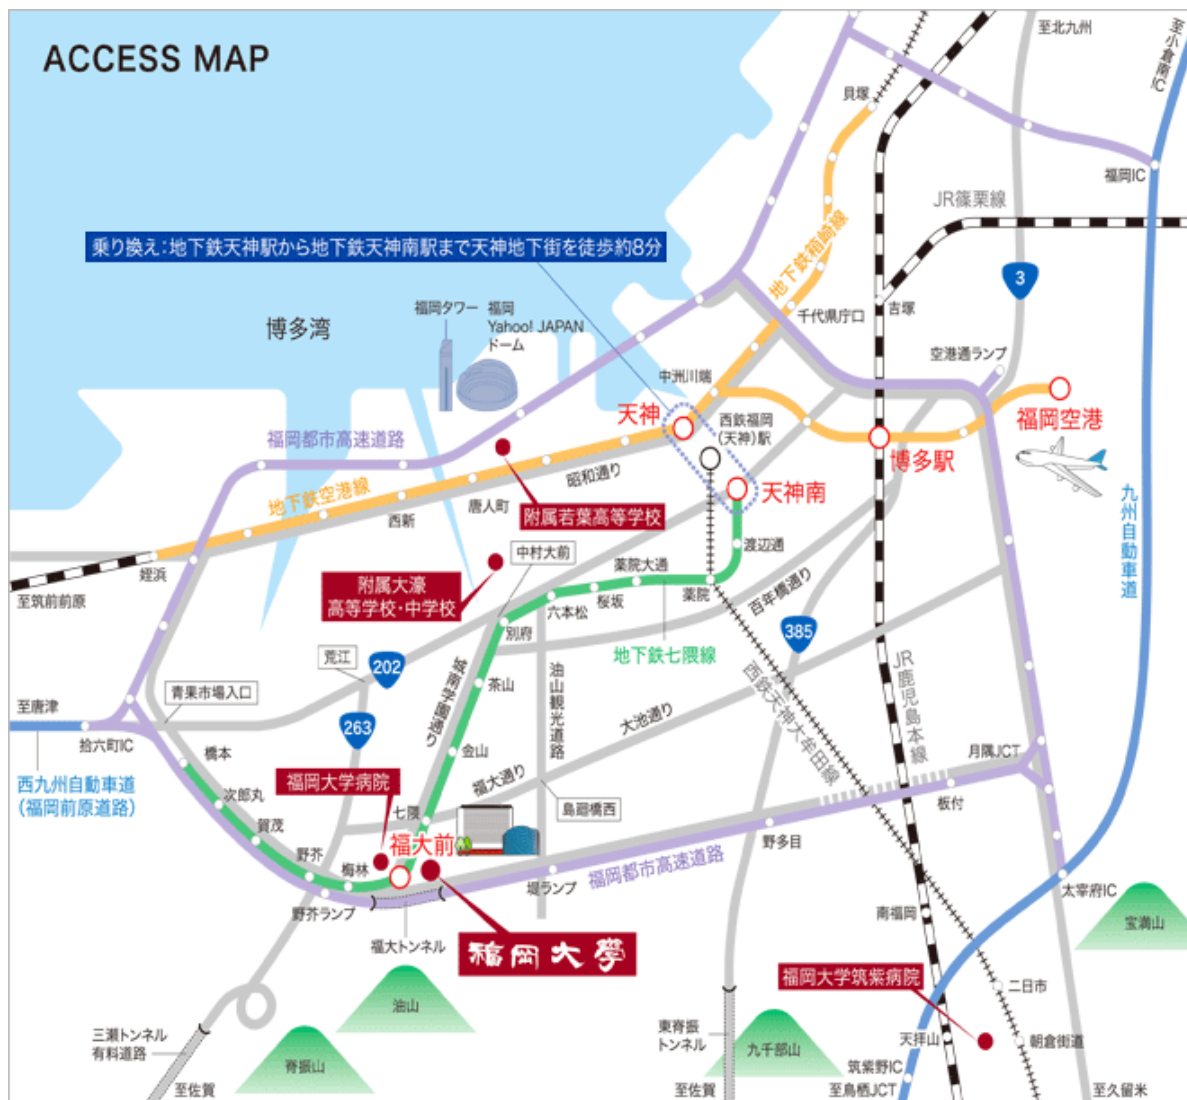 ACCESS MAP
至北九州
至小倉南IC
貝塚
福岡IC
JR篠栗線
地下鉄箱崎線
乗り換え:地下鉄天神駅から地下鉄天神南駅まで天神地下街を徒歩約8分
3
博多湾
福岡タワー
福岡
Yahoo! JAPAN
ドーム
千代県庁口
吉塚
空港通ランプ
中洲川端
天神
西鉄福岡
(天神)駅
福岡空港
博多駅
福岡都市高速道路
地下鉄空港線
昭和通り
西新
唐人町
天神南
附属若葉高等学校
九州自動車道
中村大前
渡辺通
姪浜
至筑前前原
附属大濠
高等学校・中学校
薬院大通
薬院
百年橋通り
桜坂
六本松
別府
385
地下鉄七隈線
荒江
202
城南学園通り
茶山
油山観光道路
西鉄天神大牟田線
JR鹿児島本線
青果市場入口
至唐津
拾六町IC
263
大池通り
橋本
金山
月隈JCT
西九州自動車道
(福岡前原道路)
福岡大学病院
福大通り
次郎丸
板付
島廻橋西
賀茂
七隈
福大前
野多目
野芥
梅林
福岡都市高速道路
堤ランプ
太宰府IC
野芥ランプ
南福岡
宝満山
福大トンネル
福岡大學
福岡大学筑紫病院
二日市
油山
三瀬トンネル
有料道路
東脊振
トンネル
天拝山
朝倉街道
九千部山
脊振山
筑紫野IC
至佐賀
至佐賀
至鳥栖JCT
至久留米